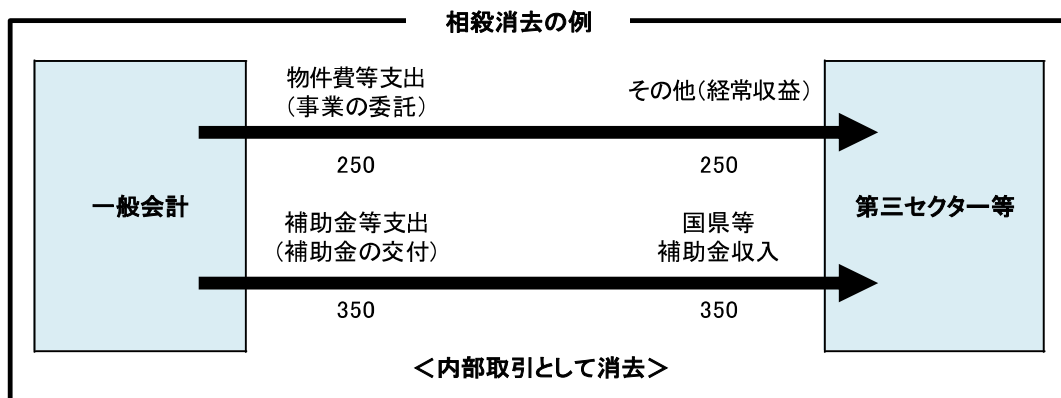 相殺消去の例
物件費等支出
（事業の委託）
その他（経常収益）
250
250
一般会計
第三セクター等
補助金等支出
（補助金の交付）
国県等
補助金収入
350
350
＜内部取引として消去＞